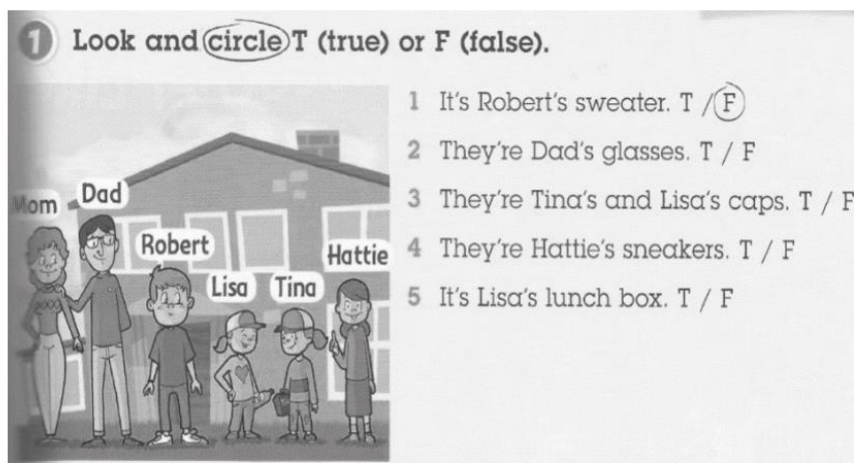 1 Look and circle T (true) or F (false).
1 It's Robert's sweater. T / F
2 They're Dad's glasses. T / F
3 They're Tina's and Lisa's caps. T / F
4 They're Hattie's sneakers. T / F
5 It's Lisa's lunch box. T / F
Mom
Dad
Robert
Lisa
Tina
Hattie